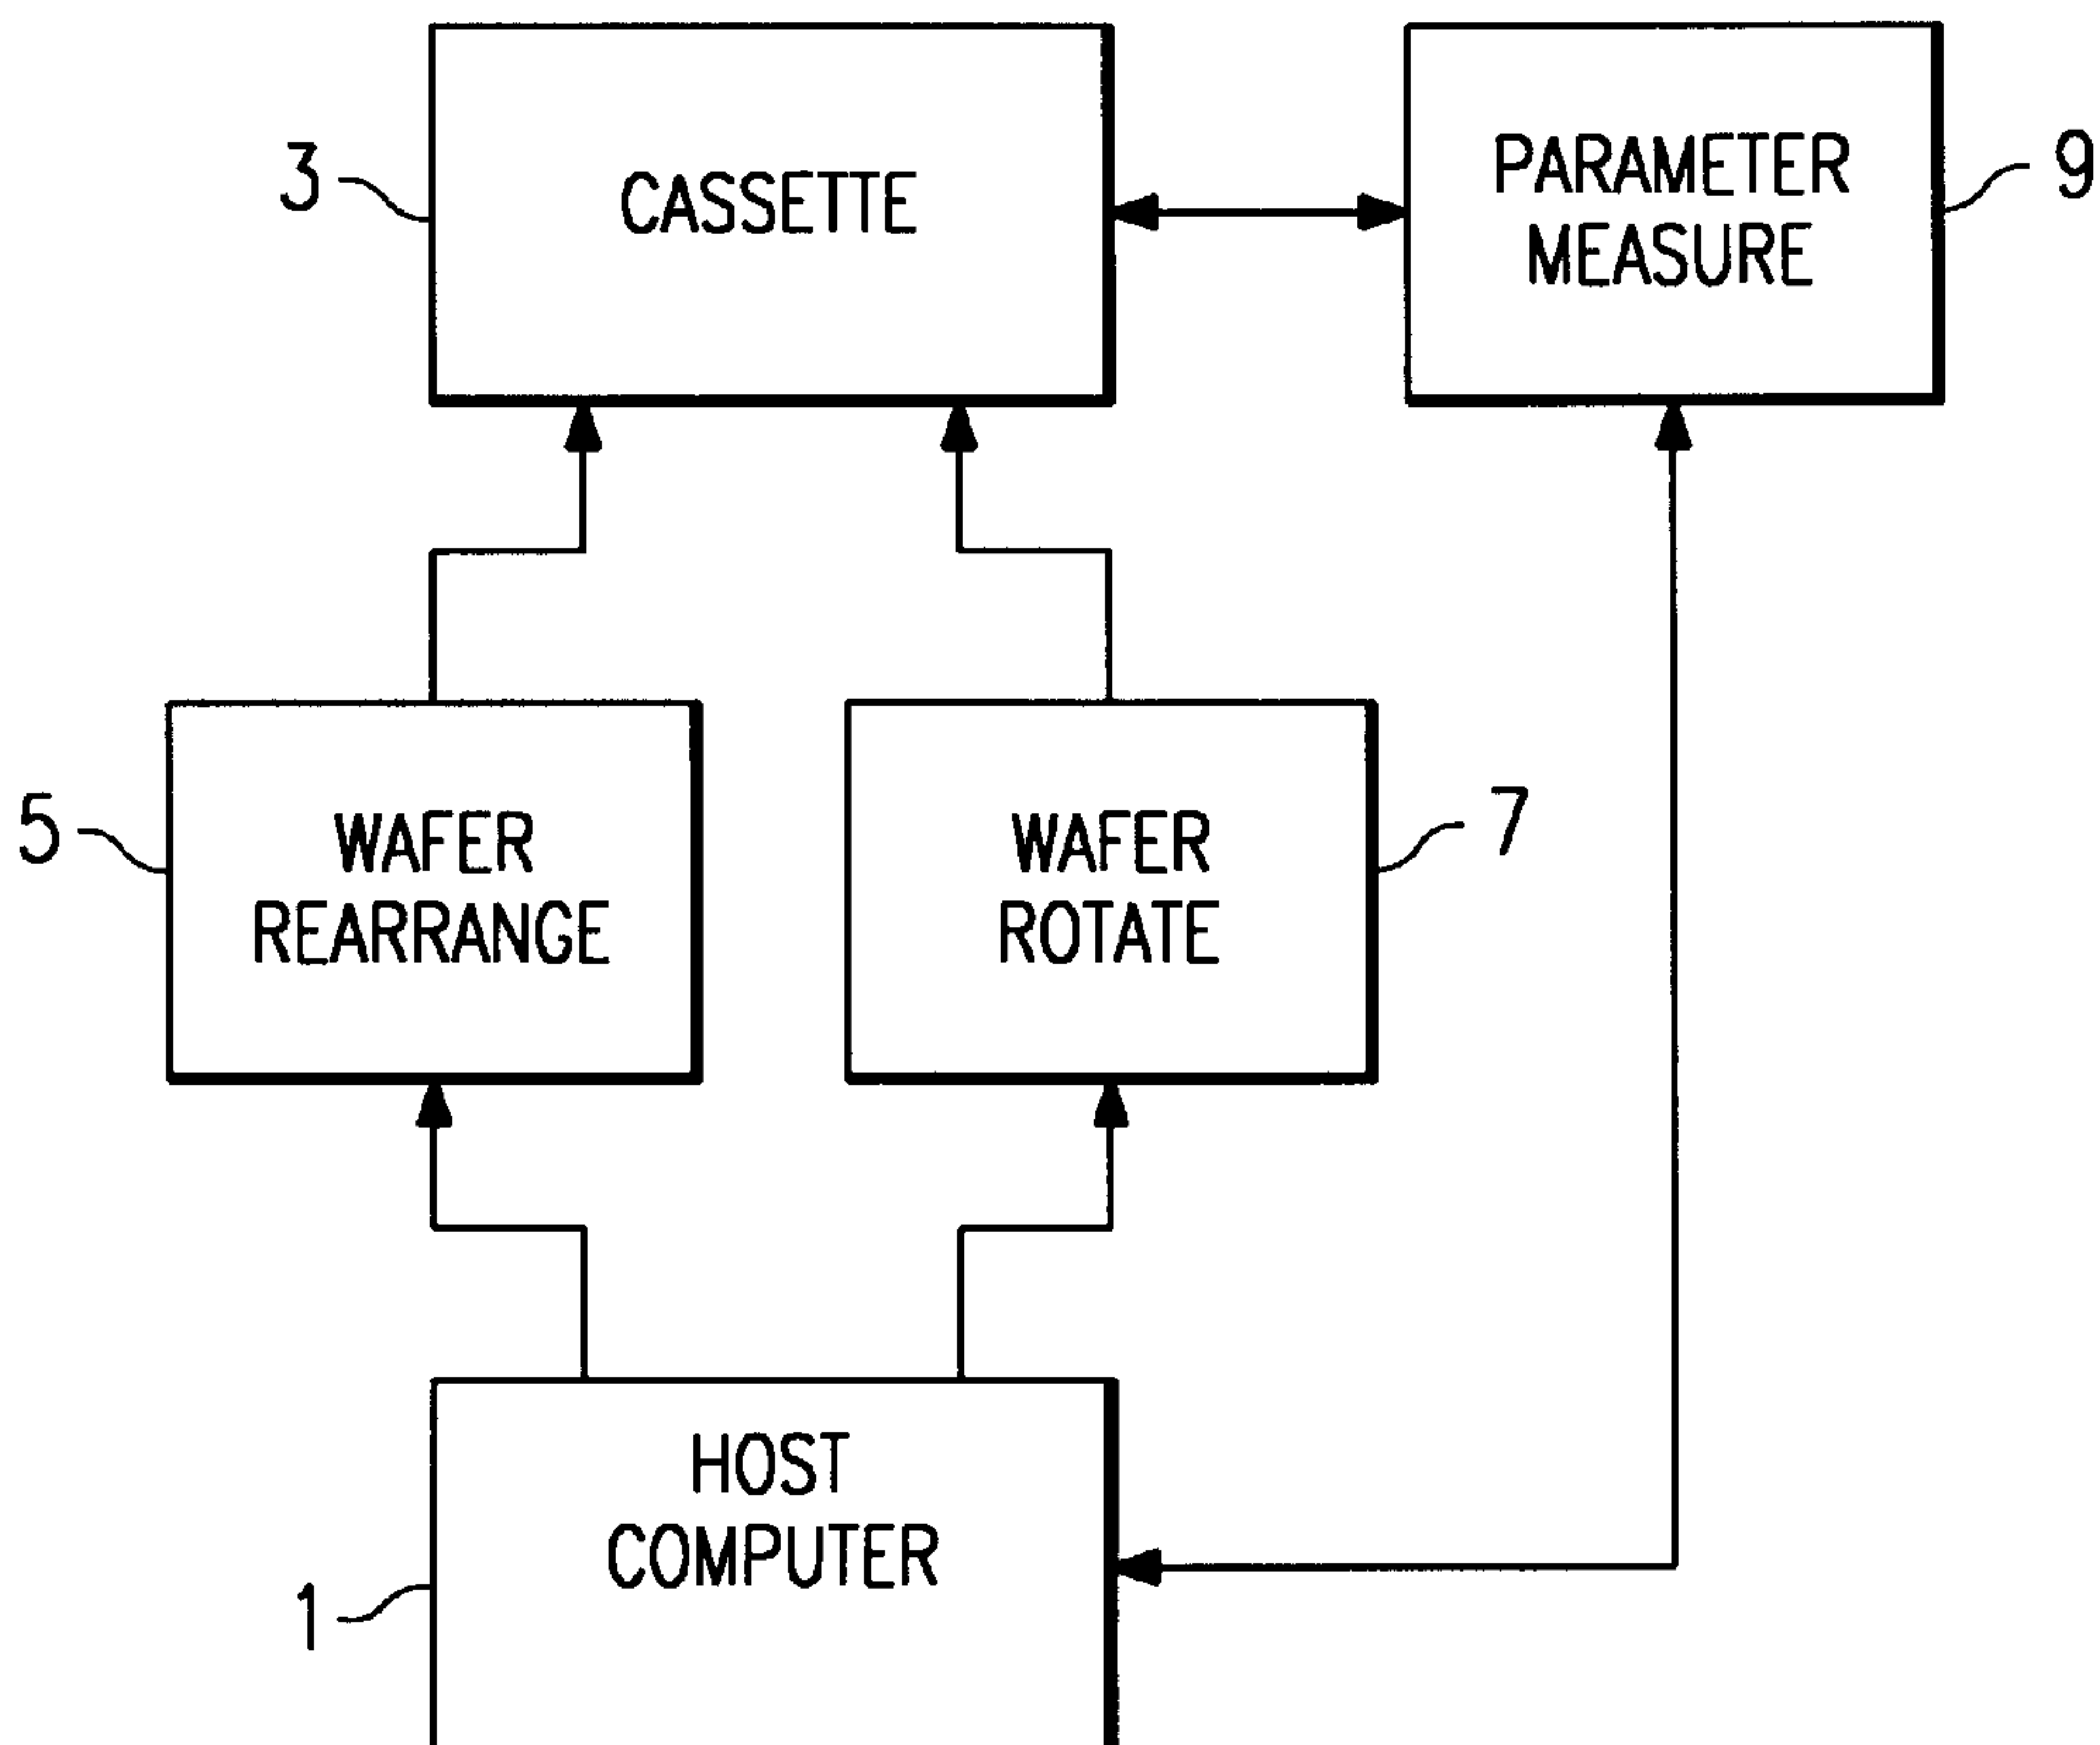 3
CASSETTE
PARAMETER
MEASURE
9
5
WAFER
REARRANGE
WAFER
ROTATE
7
HOST
COMPUTER
1